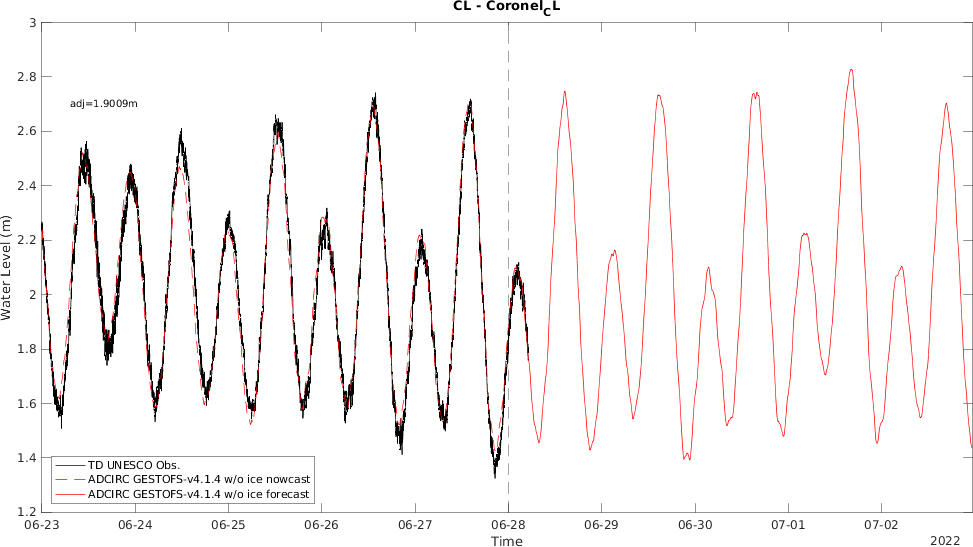 CL - Coronel_CL
3
2.8
adj=1.9009m
2.6
2.4
2.2
Water Level (m)
2
1.8
1.6
1.4
TD UNESCO Obs.
ADCIRC GESTOFS-v4.1.4 w/o ice nowcast
ADCIRC GESTOFS-v4.1.4 w/o ice forecast
1.2
06-23 06-24 06-25 06-26 06-27 06-28 06-29 06-30 07-01 07-02
Time
2022